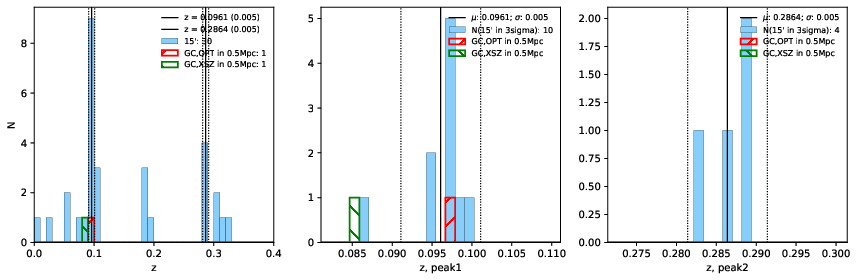 z = 0.0961 (0.005)
z = 0.2864 (0.005)
GC,OPT in 0.5Mpc: 1
GC,XSZ in 0.5Mpc: 1
8
6
4
2
0
N
0.0 0.1 0.2 0.3 0.4
z
μ: 0.0961; σ: 0.005
N(15' in 3sigma): 10
GC,OPT in 0.5Mpc
GC,XSZ in 0.5Mpc
5
4
3
2
1
0
0.085 0.090 0.095 0.100 0.105 0.110
z, peak1
μ: 0.2864; σ: 0.005
N(15' in 3sigma): 4
GC,OPT in 0.5Mpc
GC,XSZ in 0.5Mpc
2.00
1.75
1.50
1.25
1.00
0.75
0.50
0.25
0.00
0.275 0.280 0.285 0.290 0.295 0.300
z, peak2